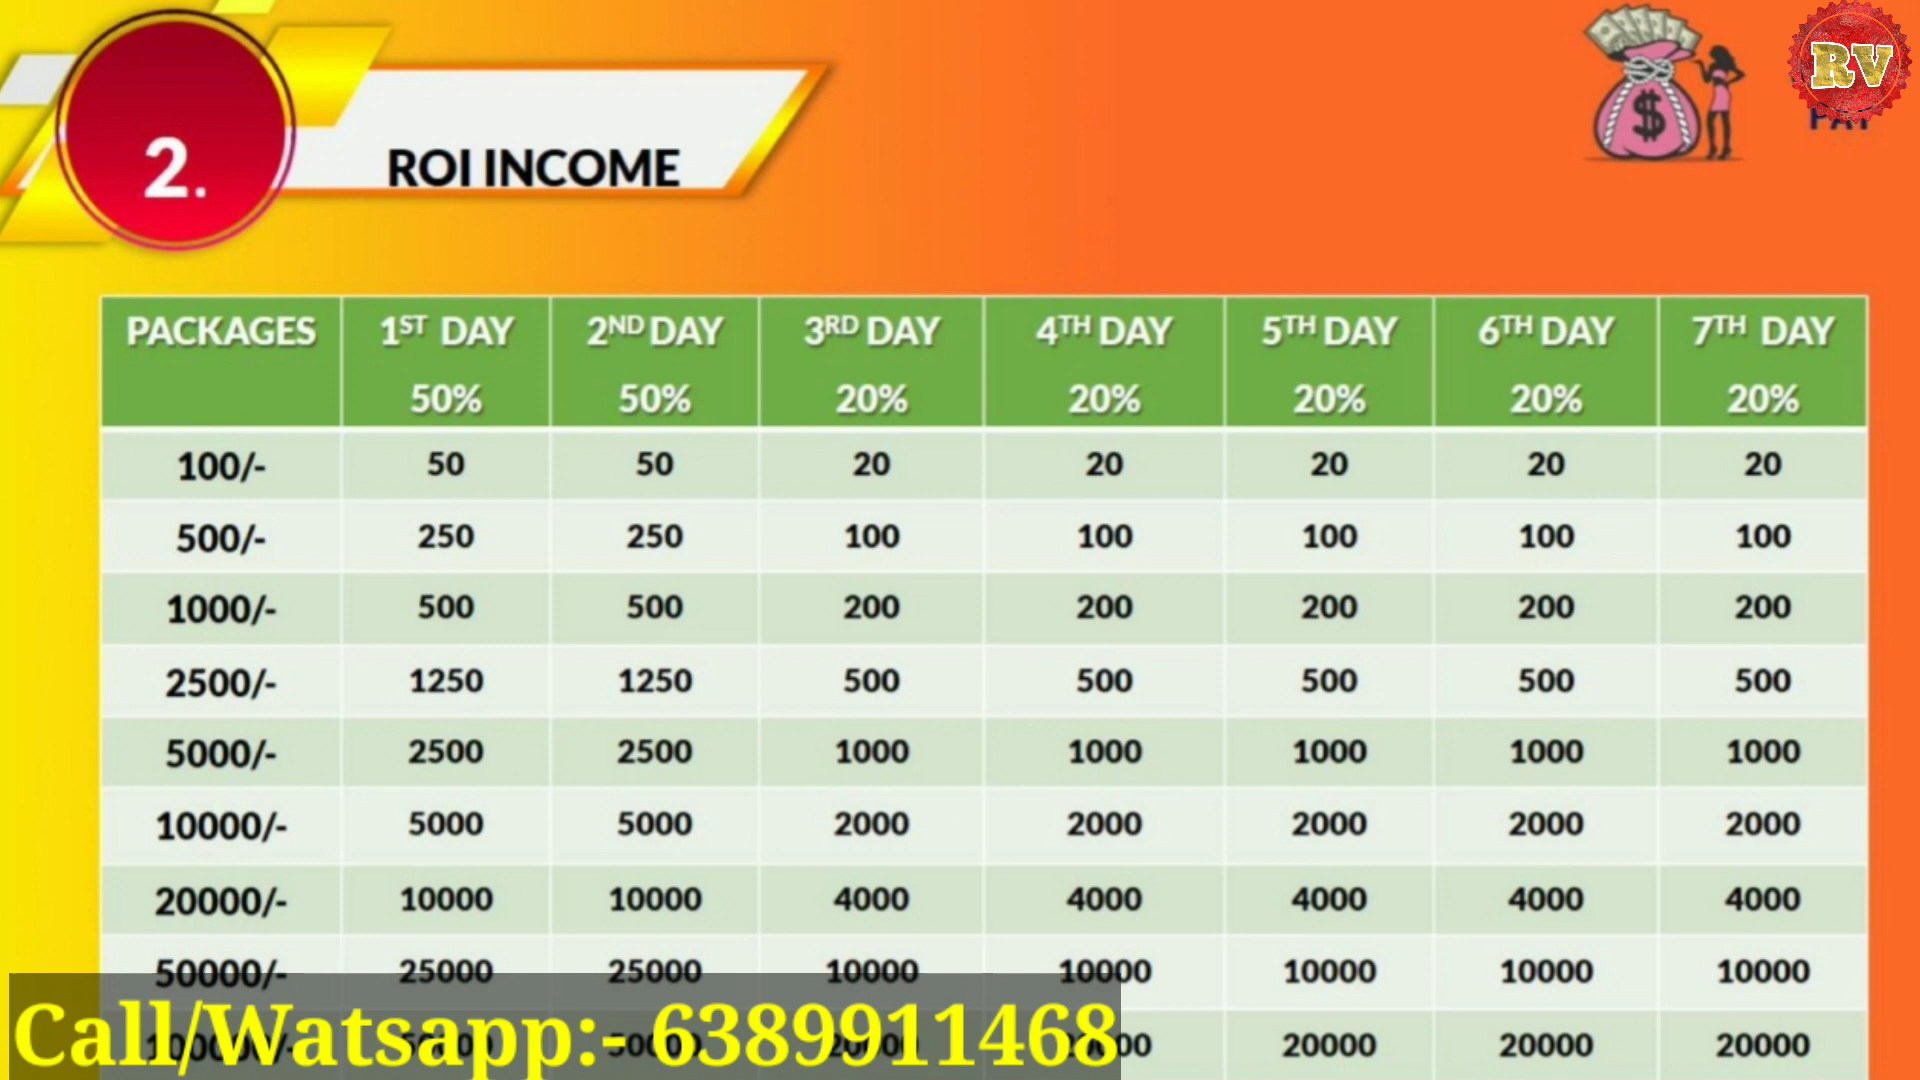 2.
ROI INCOME
RV
PAY
PACKAGES 1ST DAY 2ND DAY 3RD DAY 4TH DAY 5TH DAY 6TH DAY 7TH DAY
50% 50% 20% 20% 20% 20% 20%
100/- 50 50 20 20 20 20 20
500/- 250 250 100 100 100 100 100
1000/- 500 500 200 200 200 200 200
2500/- 1250 1250 500 500 500 500 500
5000/- 2500 2500 1000 1000 1000 1000 1000
10000/- 5000 5000 2000 2000 2000 2000 2000
20000/- 10000 10000 4000 4000 4000 4000 4000
50000/- 25000 25000 10000 10000 10000 10000 10000
20000 20000 20000
Call/Watsapp:- 6389911468